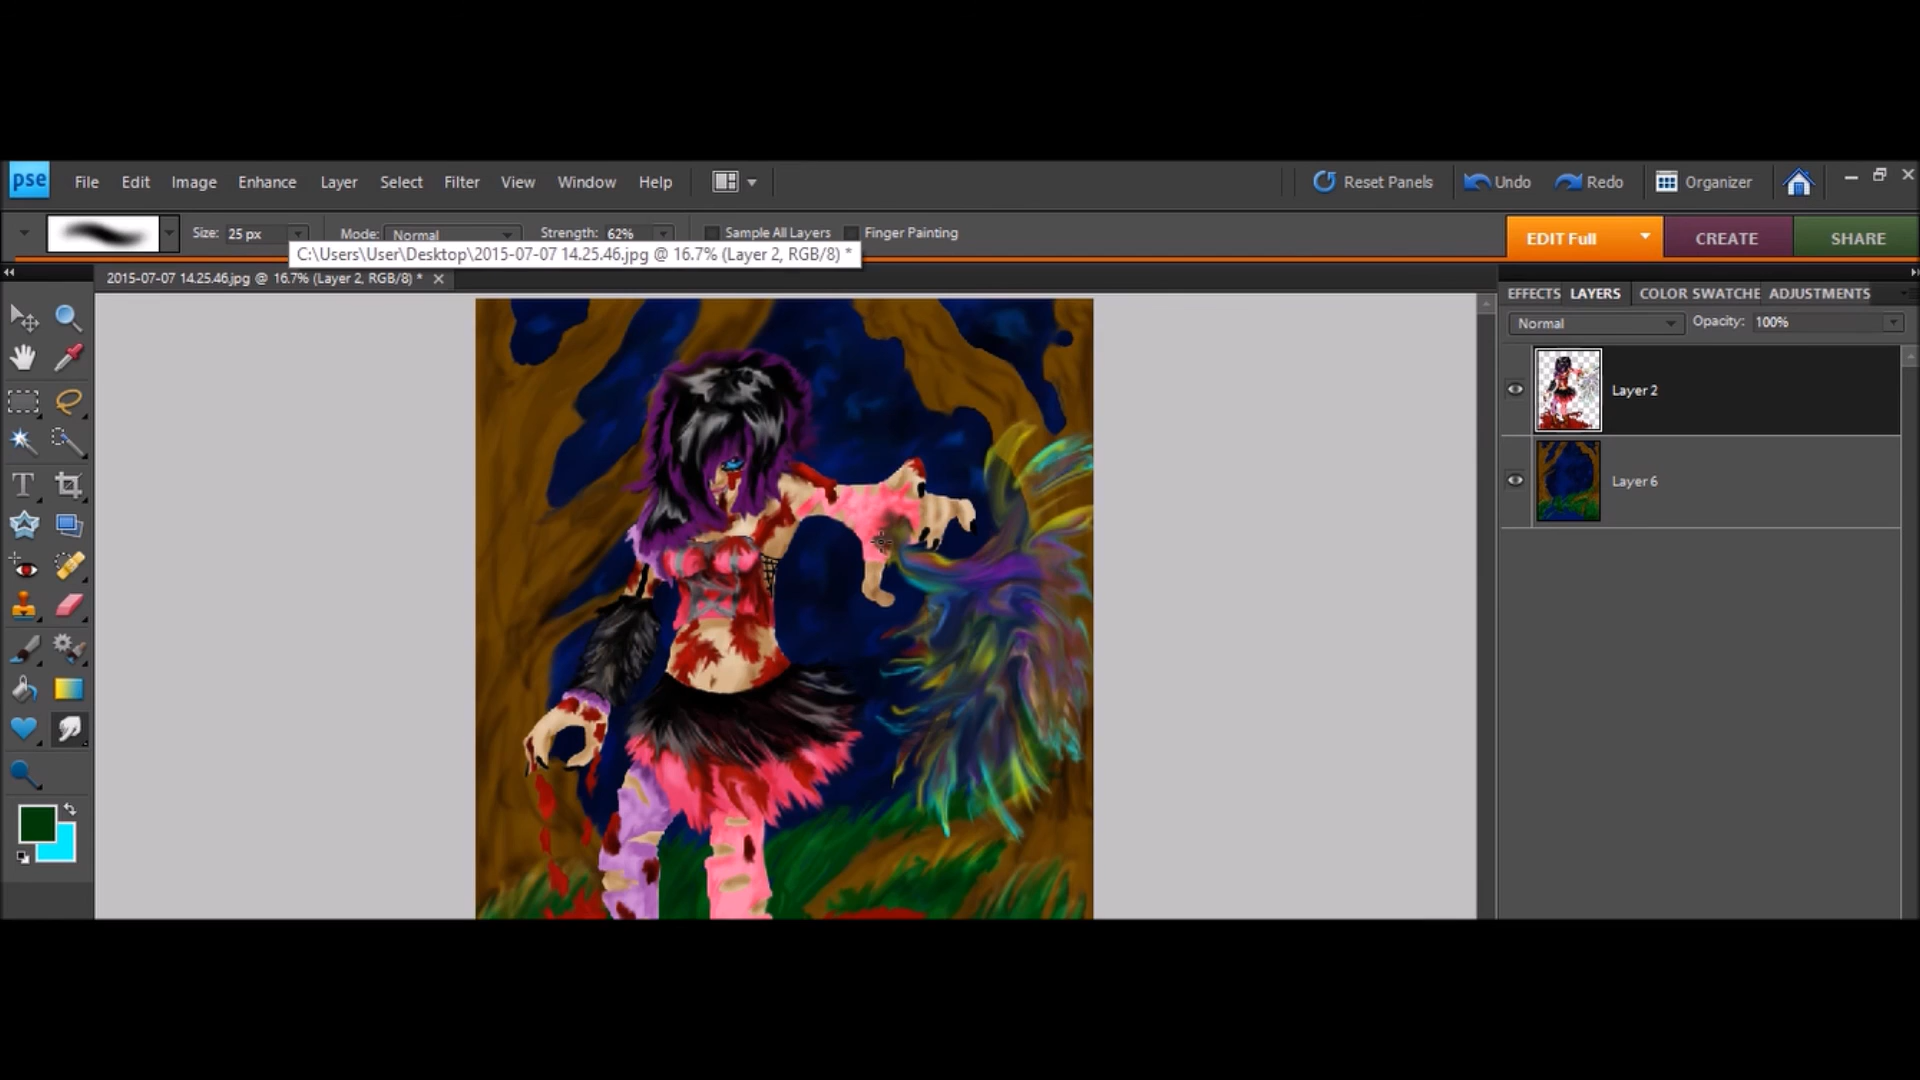 pse File Edit Image Enhance Layer Select Filter View Window Help Reset Panels Undo Redo Organizer
Size: 25 px Mode: Normal Strength: 62% Sample All Layers Finger Painting EDIT Full CREATE SHARE
C:\Users\User\Desktop\2015-07-07 14.25.46.jpg @ 16.7% (Layer 2, RGB/8) *
2015-07-07 14.25.46.jpg @ 16.7% (Layer 2, RGB/8) *
EFFECTS LAYERS COLOR SWATCHE ADJUSTMENTS
Normal Opacity: 100%
Layer 2
Layer 6
T